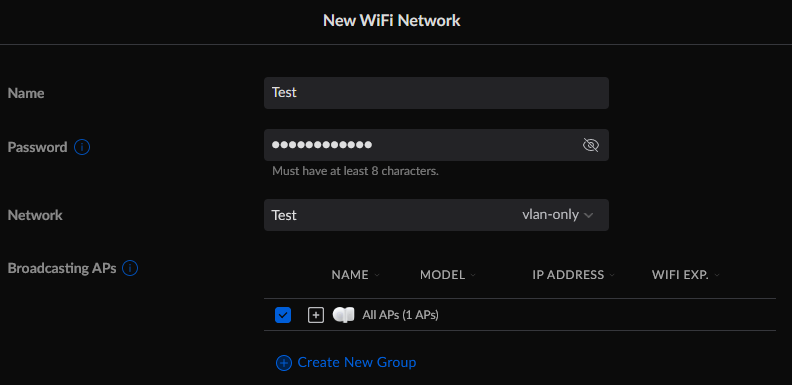 New WiFi Network
Name
Test
Password
●●●●●●●●●●●●
Must have at least 8 characters.
Network
Test vlan-only
Broadcasting APs
NAME MODEL IP ADDRESS WIFI EXP.
All APs (1 APs)
Create New Group